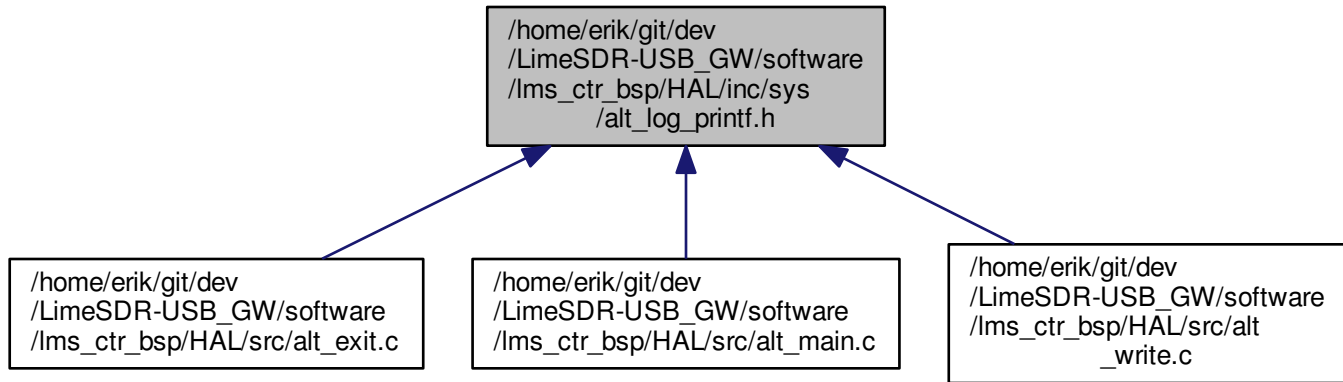 /home/erik/git/dev
/LimeSDR-USB_GW/software
/lms_ctr_bsp/HAL/inc/sys
/alt_log_printf.h
/home/erik/git/dev
/LimeSDR-USB_GW/software
/lms_ctr_bsp/HAL/src/alt_exit.c
/home/erik/git/dev
/LimeSDR-USB_GW/software
/lms_ctr_bsp/HAL/src/alt_main.c
/home/erik/git/dev
/LimeSDR-USB_GW/software
/lms_ctr_bsp/HAL/src/alt
_write.c